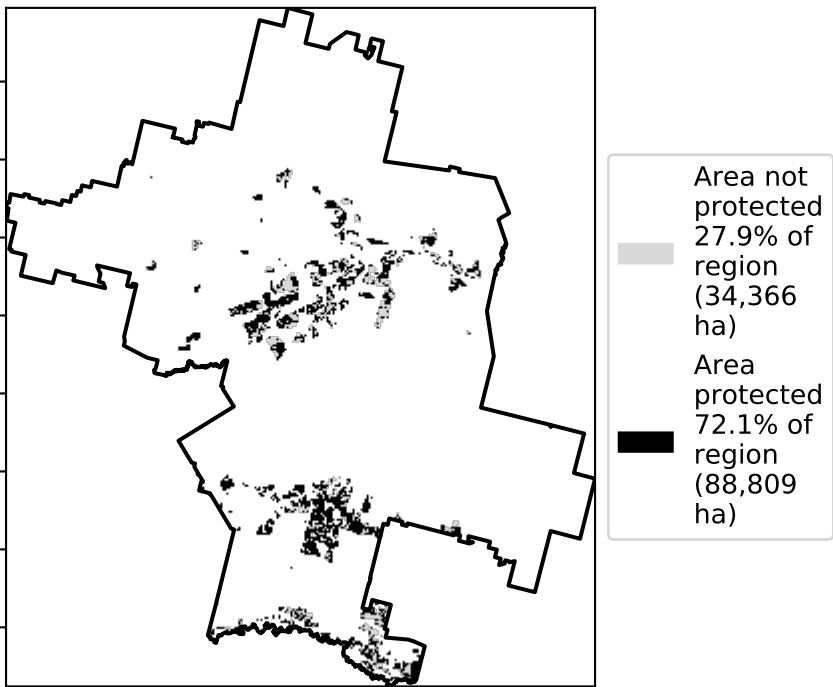 Area not
protected
27.9% of
region
(34,366
ha)
Area
protected
72.1% of
region
(88,809
ha)